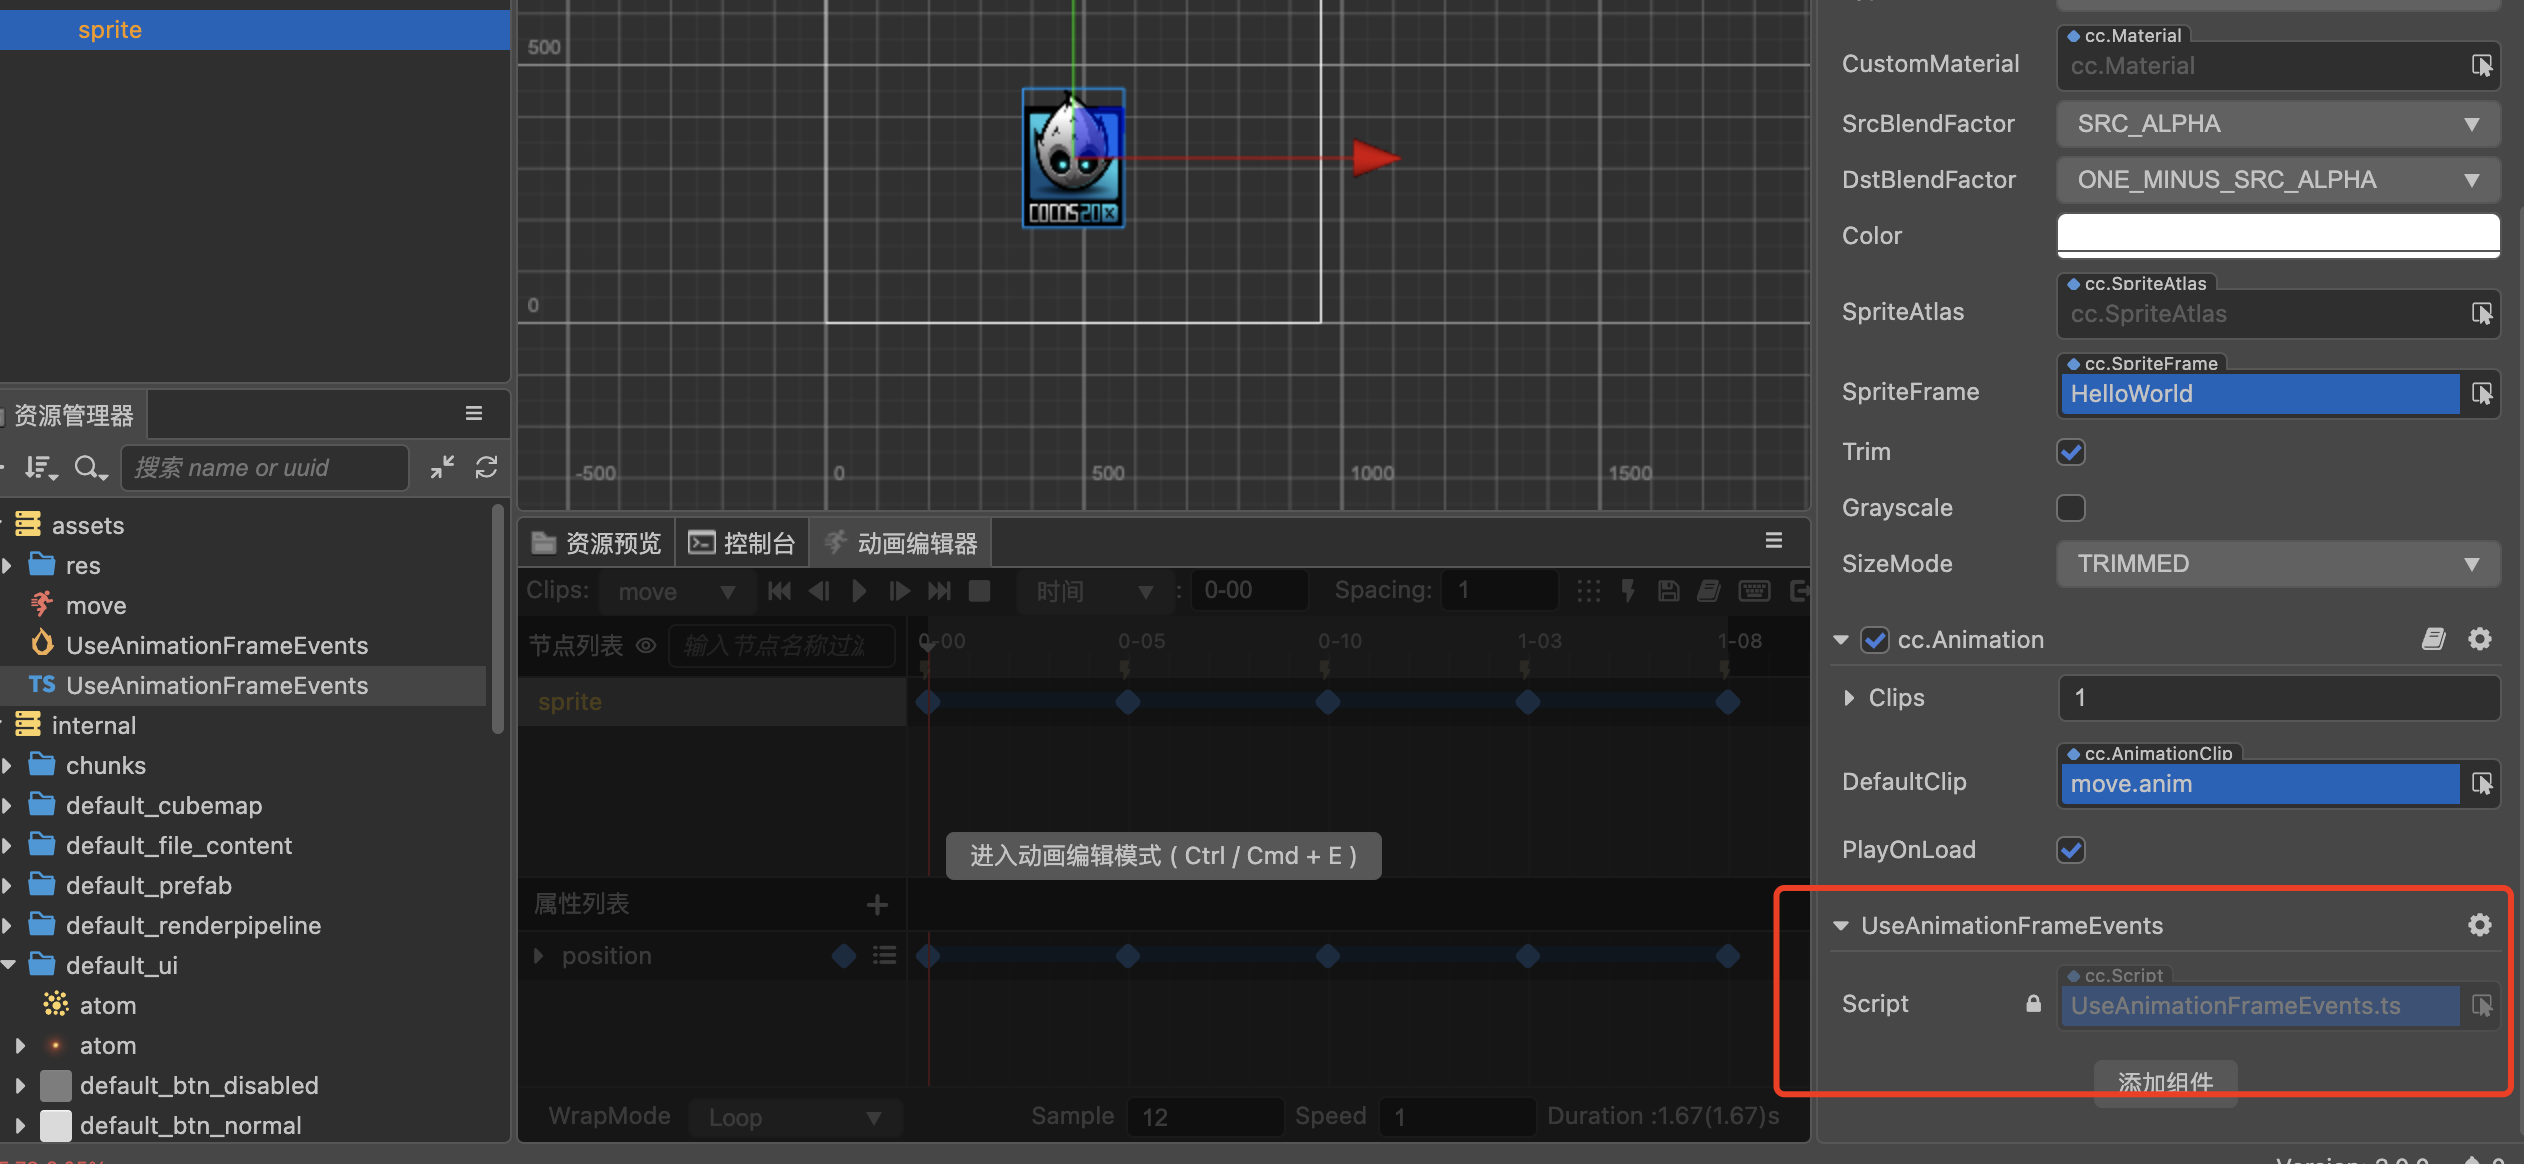 sprite
500
0
-500
0
500
1000
1500
COCOS2DX
资源管理器
搜索 name or uuid
assets
res
move
UseAnimationFrameEvents
TS UseAnimationFrameEvents
internal
chunks
default_cubemap
default_file_content
default_prefab
default_renderpipeline
default_ui
atom
atom
default_btn_disabled
default_btn_normal
资源预览
控制台
动画编辑器
Clips: move 时间 : 0-00 Spacing: 1
节点列表 输入节点名称过滤
0-00 0-05 0-10 1-03 1-08
sprite
进入动画编辑模式 ( Ctrl / Cmd + E )
属性列表
position
WrapMode Loop Sample 12 Speed 1 Duration :1.67(1.67)s
cc.Material
CustomMaterial cc.Material
SrcBlendFactor SRC_ALPHA
DstBlendFactor ONE_MINUS_SRC_ALPHA
Color
cc.SpriteAtlas
SpriteAtlas cc.SpriteAtlas
cc.SpriteFrame
SpriteFrame HelloWorld
Trim
Grayscale
SizeMode TRIMMED
cc.Animation
Clips 1
cc.AnimationClip
DefaultClip move.anim
PlayOnLoad
UseAnimationFrameEvents
cc.Script
Script UseAnimationFrameEvents.ts
添加组件